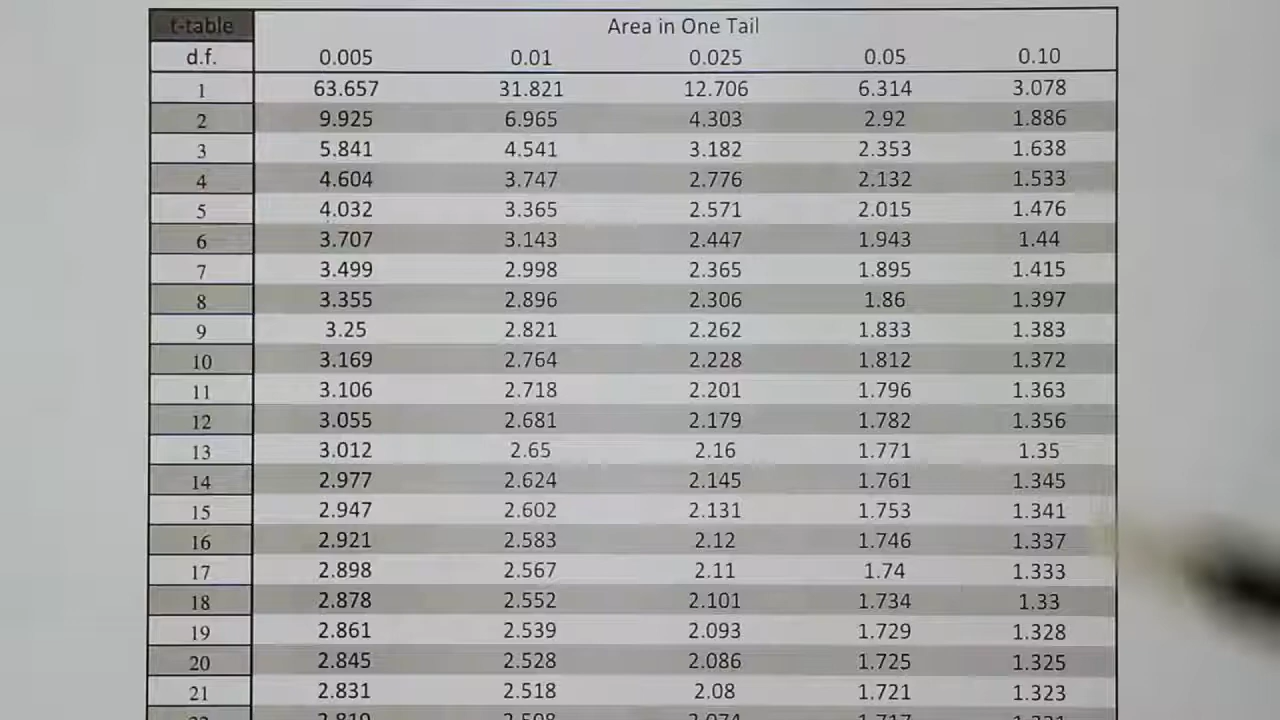 t-table Area in One Tail
d.f. 0.005 0.01 0.025 0.05 0.10
1 63.657 31.821 12.706 6.314 3.078
2 9.925 6.965 4.303 2.92 1.886
3 5.841 4.541 3.182 2.353 1.638
4 4.604 3.747 2.776 2.132 1.533
5 4.032 3.365 2.571 2.015 1.476
6 3.707 3.143 2.447 1.943 1.44
7 3.499 2.998 2.365 1.895 1.415
8 3.355 2.896 2.306 1.86 1.397
9 3.25 2.821 2.262 1.833 1.383
10 3.169 2.764 2.228 1.812 1.372
11 3.106 2.718 2.201 1.796 1.363
12 3.055 2.681 2.179 1.782 1.356
13 3.012 2.65 2.16 1.771 1.35
14 2.977 2.624 2.145 1.761 1.345
15 2.947 2.602 2.131 1.753 1.341
16 2.921 2.583 2.12 1.746 1.337
17 2.898 2.567 2.11 1.74 1.333
18 2.878 2.552 2.101 1.734 1.33
19 2.861 2.539 2.093 1.729 1.328
20 2.845 2.528 2.086 1.725 1.325
21 2.831 2.518 2.08 1.721 1.323